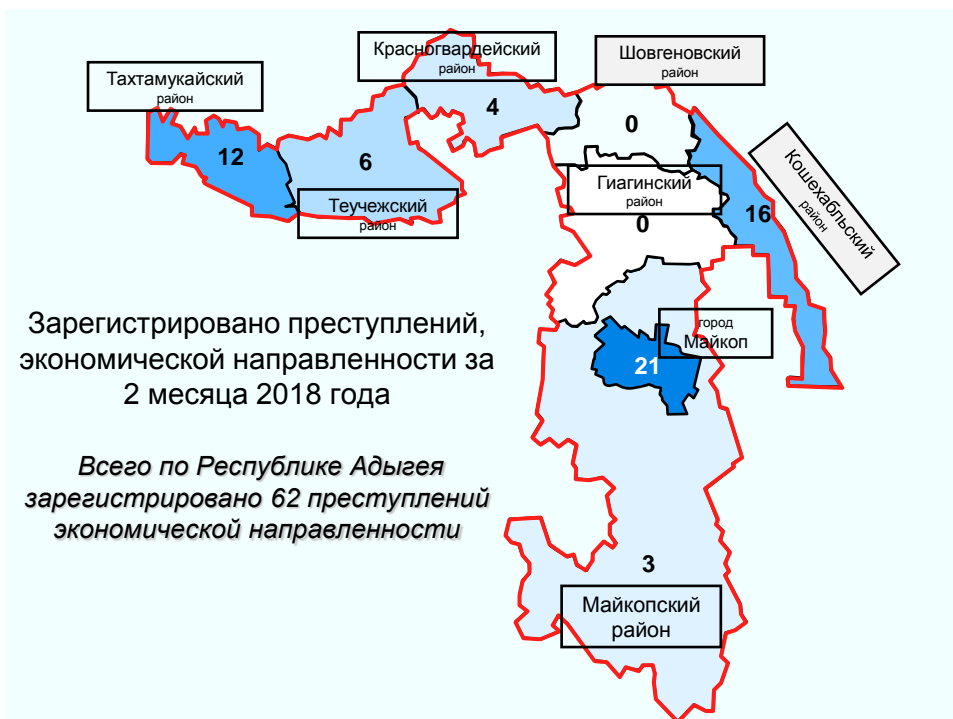 Красногвардейский
район
Шовгеновский
район
Тахтамукайский
район
4
0
12
6
Кошехабльский
район
Гиагинский
район
Теучежский
район
16
0
Зарегистрировано преступлений,
экономической направленности за
2 месяца 2018 года
город
Майкоп
21
Всего по Республике Адыгея
зарегистрировано 62 преступлений
экономической направленности
3
Майкопский
район